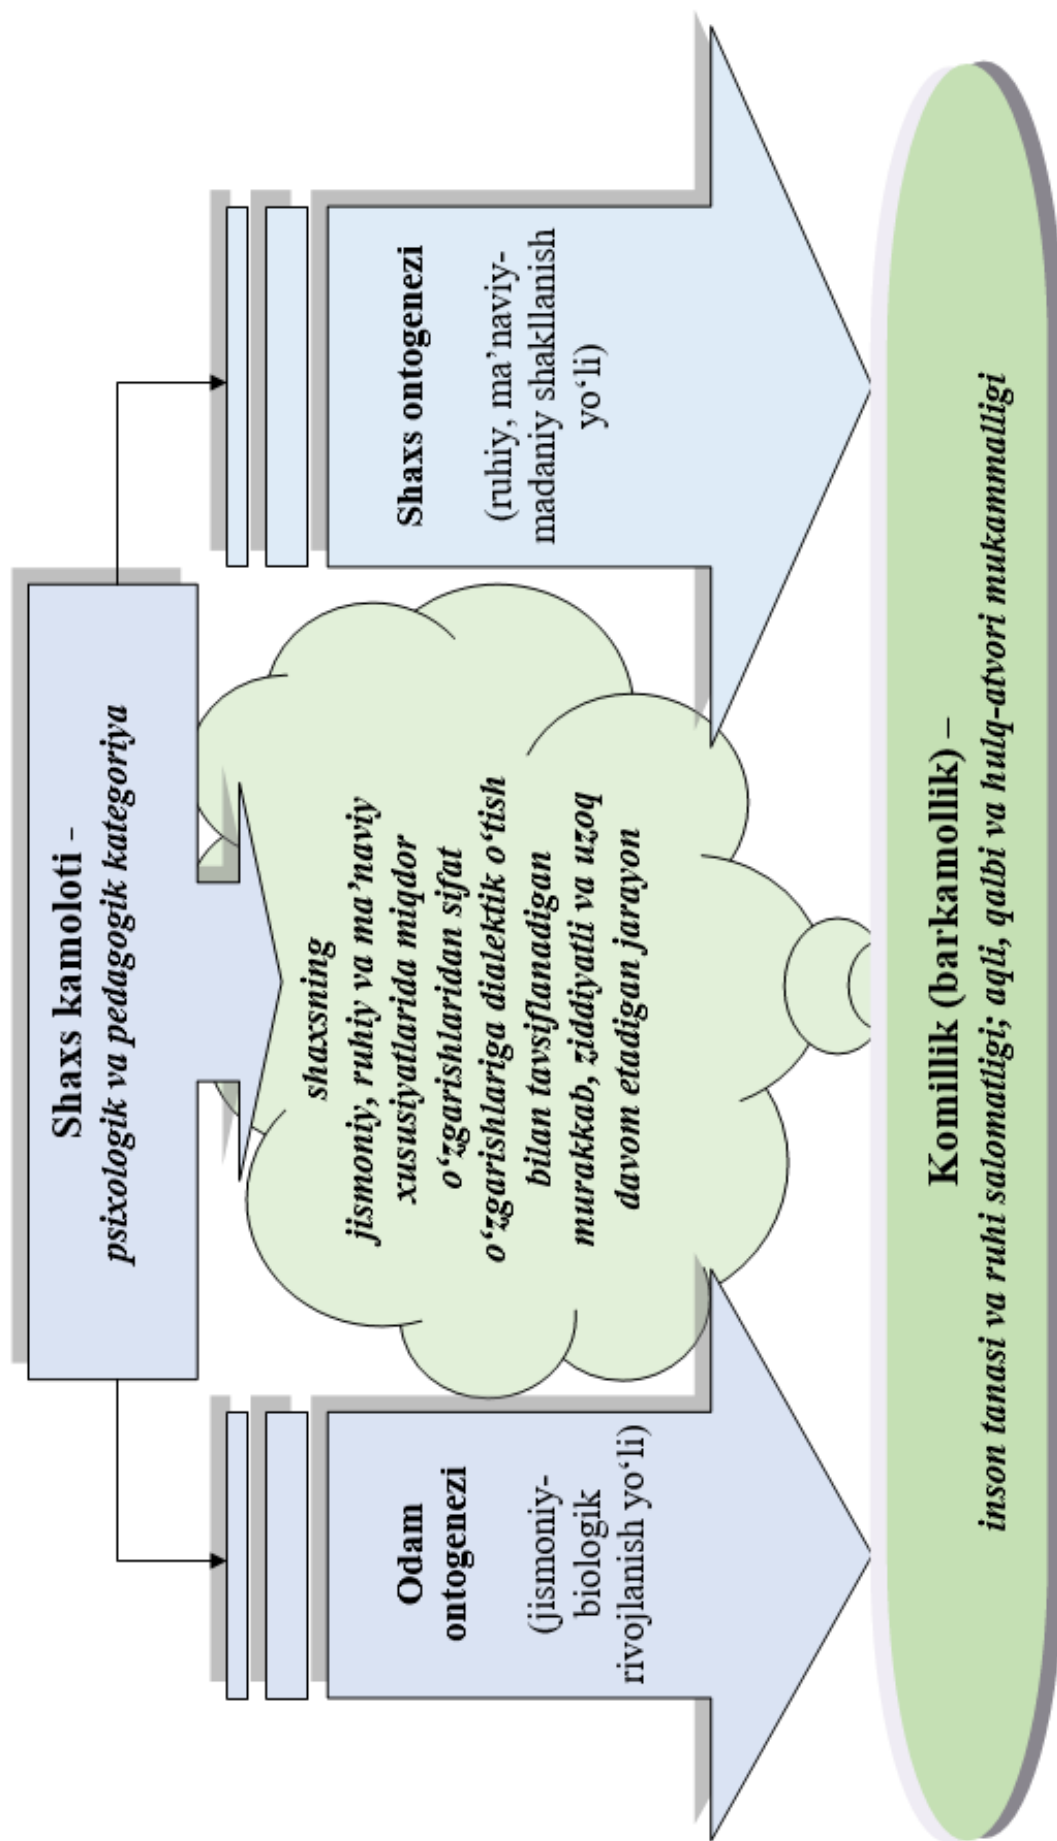 Shaxs kamoloti -
psixologik va pedagogik kategoriya
Odam
ontogenezi
(jismoniy-
biologik
rivojlanish yo‘li)
shaxsning
jismoniy, ruhiy va ma’naviy
xususiyatlarida miqdor
o‘zgarishlaridan sifat
o‘zgarishlariga dialektik o‘tish
bilan tavsiflanadigan
murakkab, ziddiyatli va uzoq
davom etadigan jarayon
Shaxs ontogenezi
(ruhiy, ma’naviy-
madaniy shakllanish
yo‘li)
Komillik (barkamollik) –
inson tanasi va ruhi salomatligi; aqli, qalbi va hulq-atvori mukammalligi